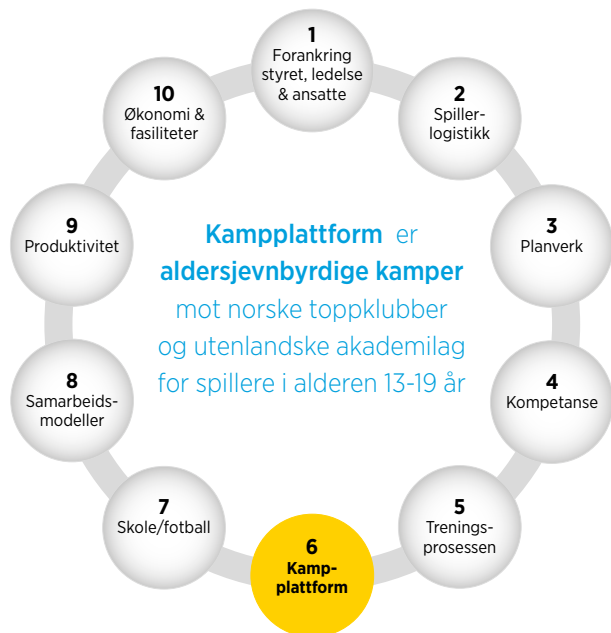 1
Forankring
styret, ledelse
& ansatte
2
Spiller-
logistikk
3
Planverk
4
Kompetanse
5
Trenings-
prosessen
6
Kamp-
plattform
7
Skole/fotball
8
Samarbeids-
modeller
9
Produktivitet
10
Økonomi &
fasiliteter
Kampplattform er
aldersjevnbyrdige kamper
mot norske toppklubber
og utenlandske akademilag
for spillere i alderen 13-19 år